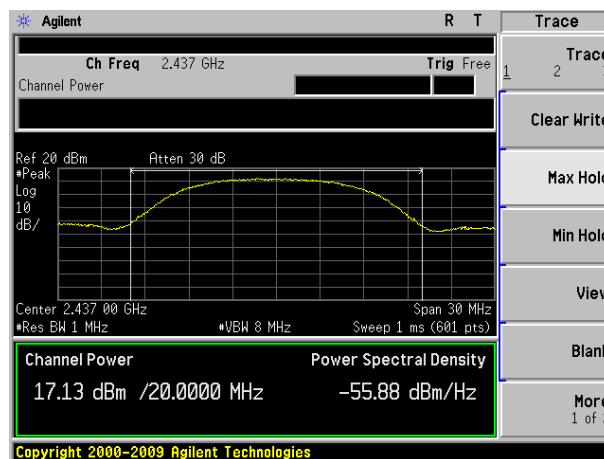 Agilent R T Trace
Ch Freq 2.437 GHz Trig Free
Channel Power
Trace
1 2
Clear Write
Ref 20 dBm Atten 30 dB
#Peak
Log
10
dB/
Max Hold
Min Hold
View
Center 2.437 00 GHz Span 30 MHz
#Res BW 1 MHz #VBW 8 MHz Sweep 1 ms (601 pts)
Channel Power Power Spectral Density
Blank
17.13 dBm /20.0000 MHz -55.88 dBm/Hz
More
1 of
Copyright 2000-2009 Agilent Technologies